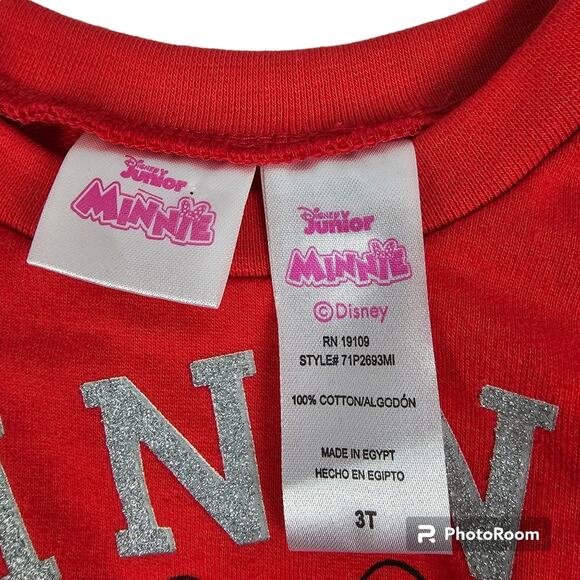 Disney
Junior
MINNIE
Disney
Junior
MINNIE
© Disney
RN 19109
STYLE# 71P2693MI
100% COTTON/ALGODÓN
MADE IN EGYPT
HECHO EN EGIPTO
3T
INN
PhotoRoom